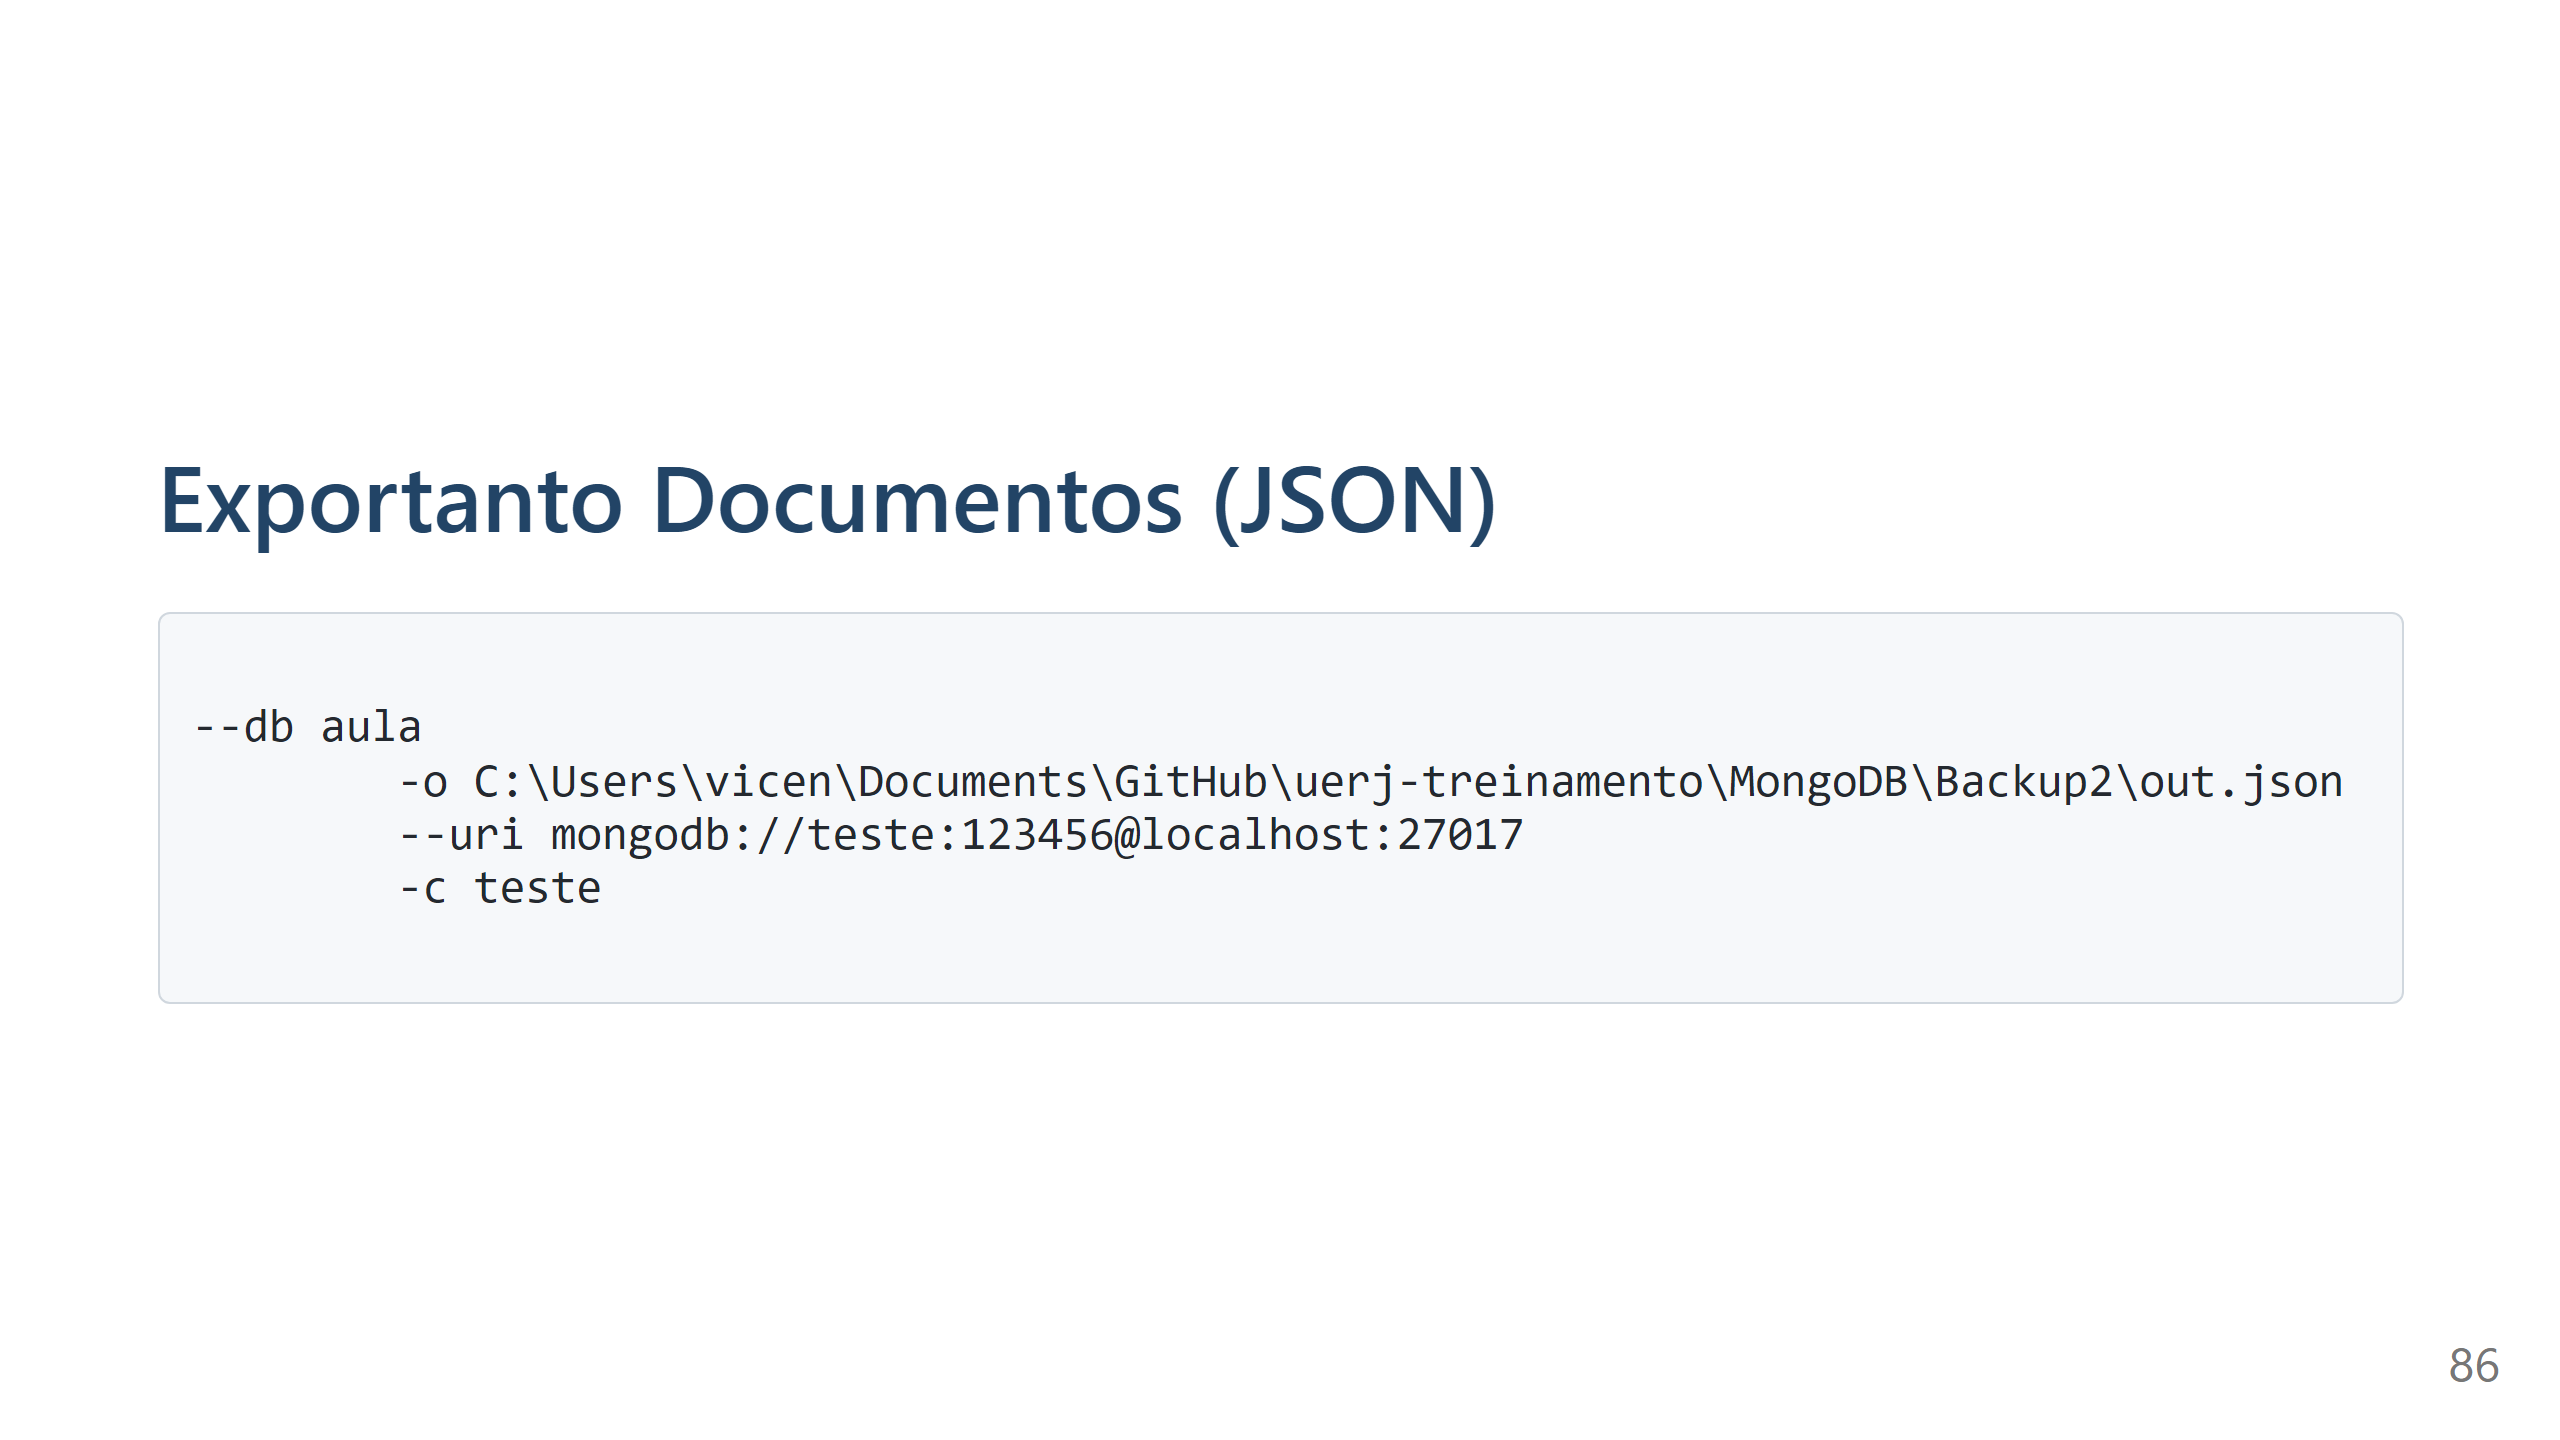 Exportanto Documentos (JSON)
--db aula
-o C:\Users\vicen\Documents\GitHub\uerj-treinamento\MongoDB\Backup2\out.json
--uri mongodb://teste:123456@localhost:27017
-c teste
86